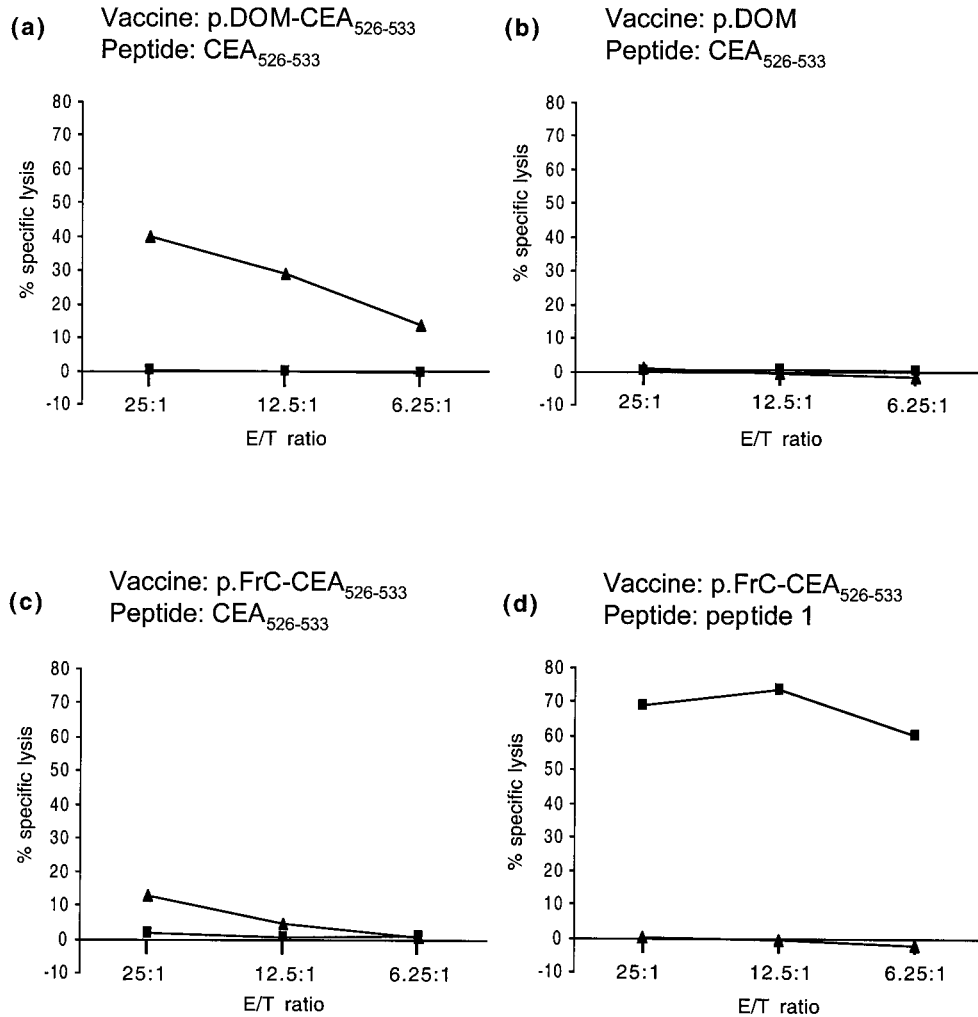 (a) Vaccine: p.DOM-CEA526-533
Peptide: CEA526-533
80
70
60
50
40
30
20
10
0
-10
% specific lysis
25:1 12.5:1 6.25:1
E/T ratio
(b) Vaccine: p.DOM
Peptide: CEA526-533
80
70
60
50
40
30
20
10
0
-10
% specific lysis
25:1 12.5:1 6.25:1
E/T ratio
(c) Vaccine: p.FrC-CEA526-533
Peptide: CEA526-533
80
70
60
50
40
30
20
10
0
-10
% specific lysis
25:1 12.5:1 6.25:1
E/T ratio
(d) Vaccine: p.FrC-CEA526-533
Peptide: peptide 1
80
70
60
50
40
30
20
10
0
-10
% specific lysis
25:1 12.5:1 6.25:1
E/T ratio